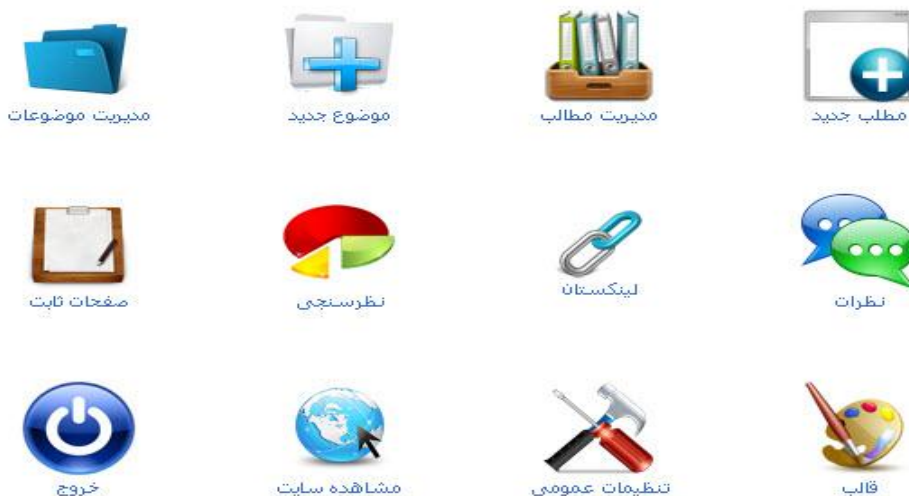 مطلب جدید
مدیریت مطالب
موضوع جدید
مدیریت موضوعات
نظرات
لینکستان
نظرسنجی
صفحات ثابت
قالب
تنظیمات عمومی
مشاهده سایت
خروج